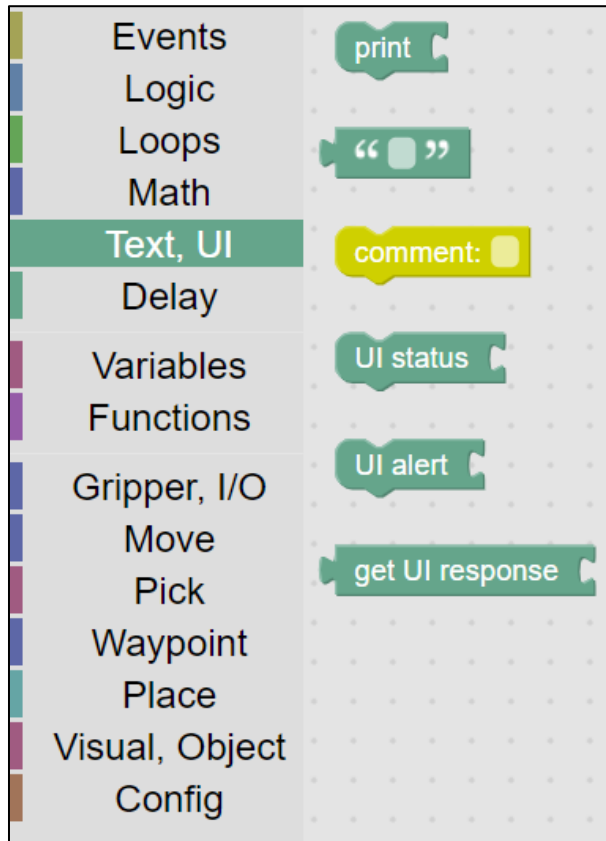 Events
Logic
Loops
Math
Text, UI
Delay
Variables
Functions
Gripper, I/O
Move
Pick
Waypoint
Place
Visual, Object
Config
print
“ ”
comment:
UI status
UI alert
get UI response